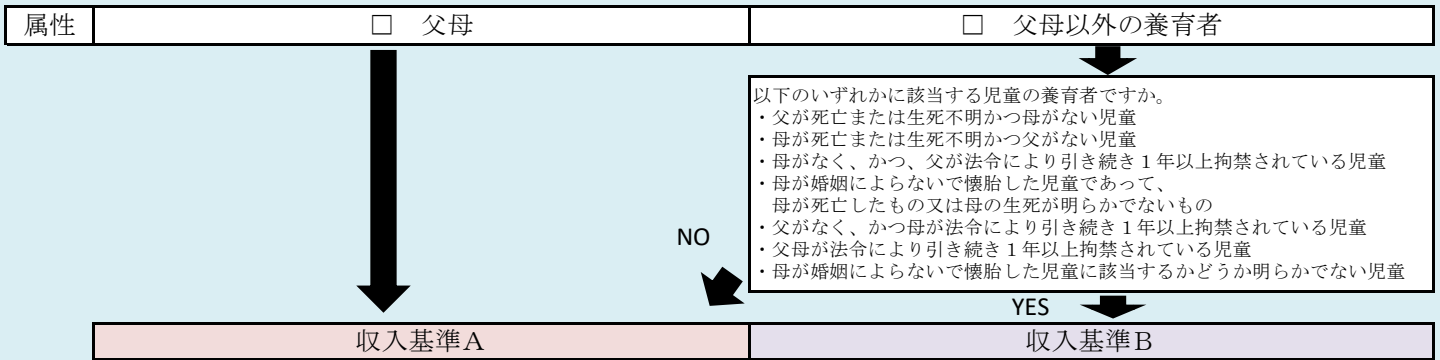 属性
□ 父母
□ 父母以外の養育者
以下のいずれかに該当する児童の養育者ですか。
・父が死亡または生死不明かつ母がない児童
・母が死亡または生死不明かつ父がない児童
・母がなく、かつ、父が法令により引き続き１年以上拘禁されている児童
・母が婚姻によらないで懐胎した児童であって、
母が死亡したもの又は母の生死が明らかでないもの
・父がなく、かつ母が法令により引き続き１年以上拘禁されている児童
・父母が法令により引き続き１年以上拘禁されている児童
・母が婚姻によらないで懐胎した児童に該当するかどうか明らかでない児童
NO
YES
収入基準Ａ
収入基準Ｂ